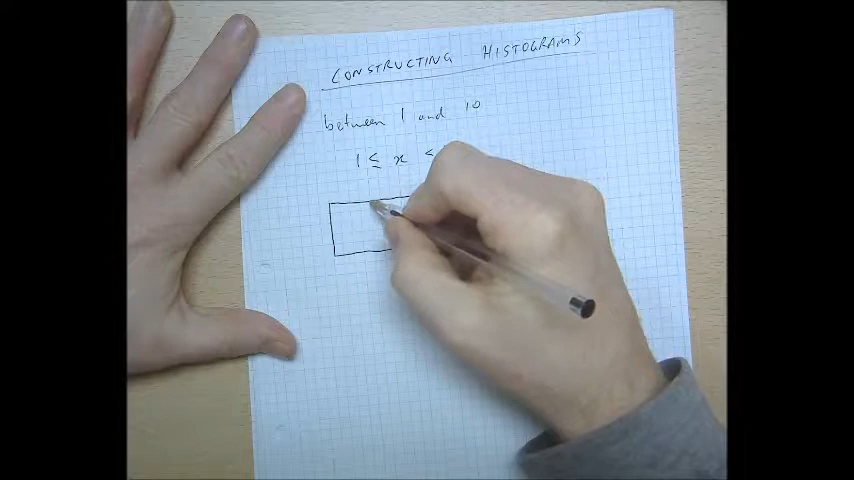 CONSTRUCTING HISTOGRAMS
between 1 and 10
1 ≤ x <